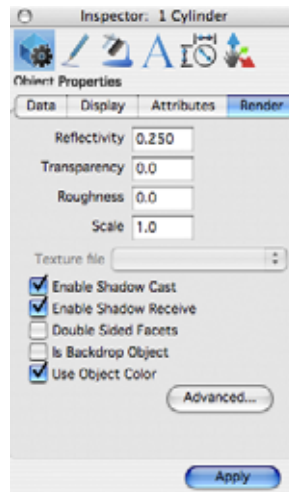 Inspector: 1 Cylinder
A
Object Properties
Data Display Attributes Render
Reflectivity 0.250
Transparency 0.0
Roughness 0.0
Scale 1.0
Texture file
Enable Shadow Cast
Enable Shadow Receive
Double Sided Facets
Is Backdrop Object
Use Object Color
Advanced...
Apply